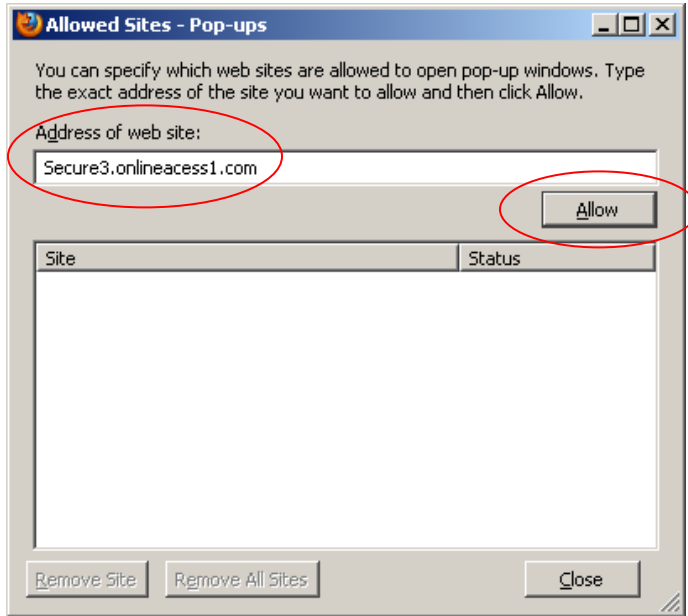 Allowed Sites - Pop-ups
You can specify which web sites are allowed to open pop-up windows. Type
the exact address of the site you want to allow and then click Allow.
Address of web site:
Secure3.onlineacess1.com
Allow
Site Status
Remove Site Remove All Sites Close